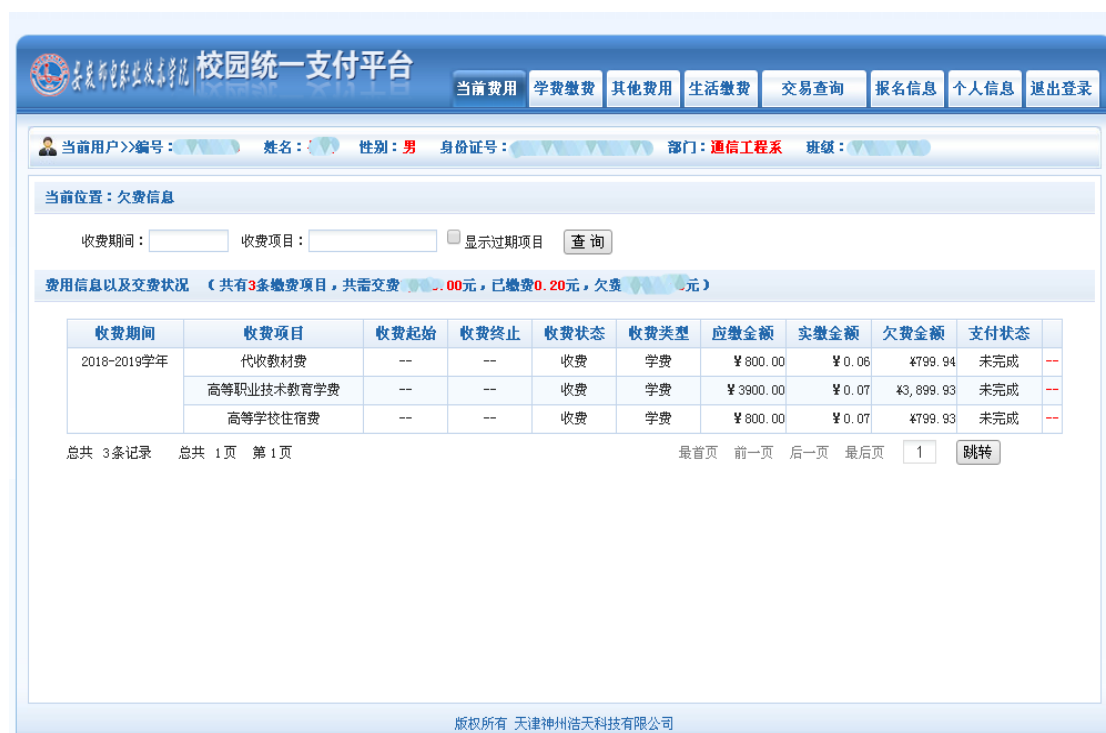 校园统一支付平台
当前费用 学费缴费 其他费用 生活缴费 交易查询 报名信息 个人信息 退出登录
当前用户>>编号： 姓名： 性别：男 身份证号： 部门：通信工程系 班级：
当前位置：欠费信息
收费期间： 收费项目： 显示过期项目 查 询
费用信息以及交费状况 （共有3条缴费项目，共需交费 .00元，已缴费0.20元，欠费 元）
收费期间 收费项目 收费起始 收费终止 收费状态 收费类型 应缴金额 实缴金额 欠费金额 支付状态
2018-2019学年 代收教材费 -- -- 收费 学费 ￥800.00 ￥0.06 ¥799.94 未完成 --
高等职业技术教育学费 -- -- 收费 学费 ￥3900.00 ￥0.07 ¥3,899.93 未完成 --
高等学校住宿费 -- -- 收费 学费 ￥800.00 ￥0.07 ¥799.93 未完成 --
总共 3条记录 总共 1页 第1页 最首页 前一页 后一页 最后页 1 跳转
版权所有 天津神州浩天科技有限公司